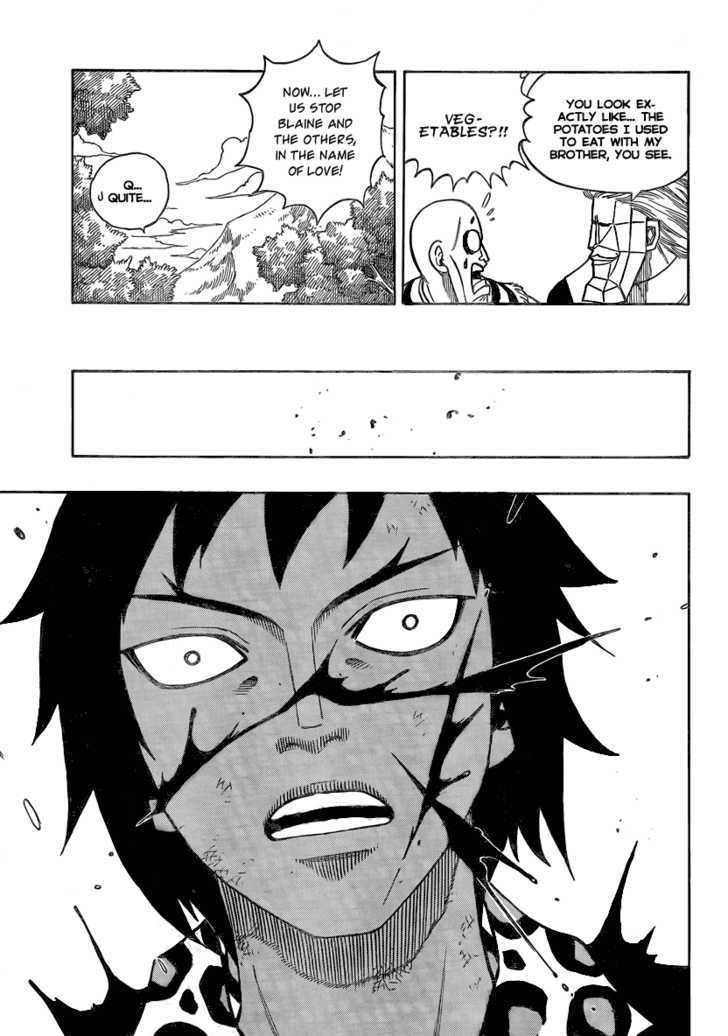 YOU LOOK EX-
ACTLY LIKE... THE
POTATOES I USED
TO EAT WITH MY
BROTHER, YOU SEE.
VEG-
ETABLES?!!
NOW... LET
US STOP
BLAINE AND
THE OTHERS,
IN THE NAME
OF LOVE!
Q...
QUITE...